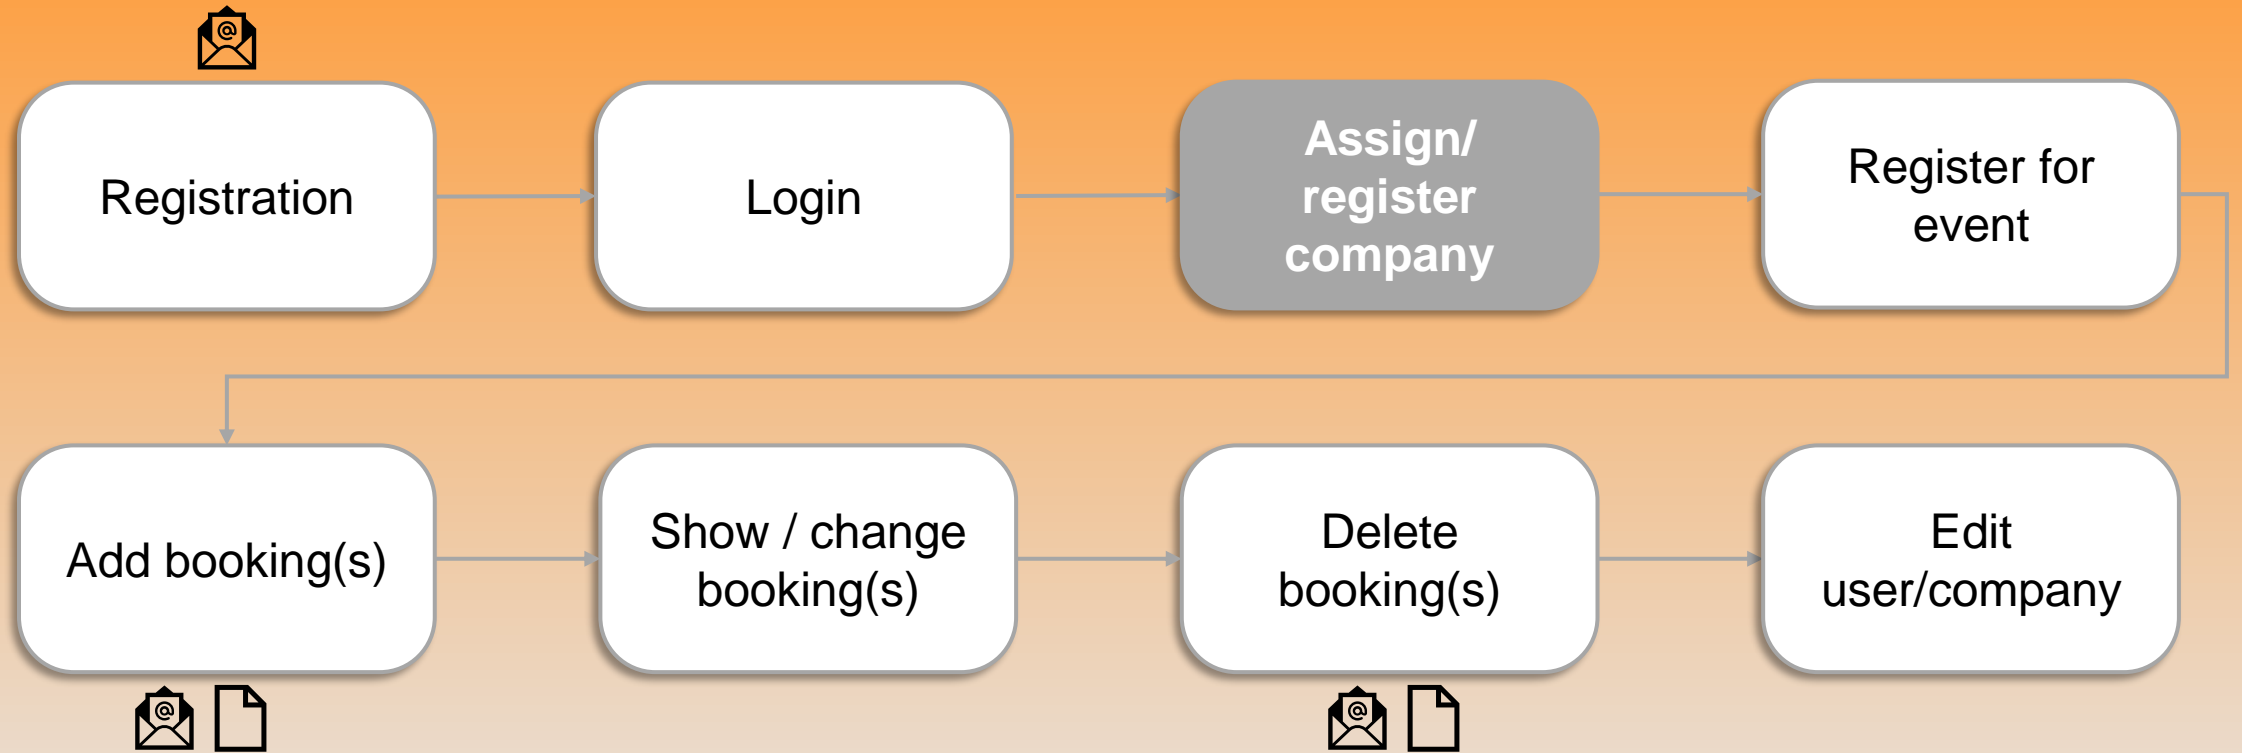 @
Registration
Login
Assign/
register
company
Register for
event
Add booking(s)
Show / change
booking(s)
Delete
booking(s)
Edit
user/company
@
@